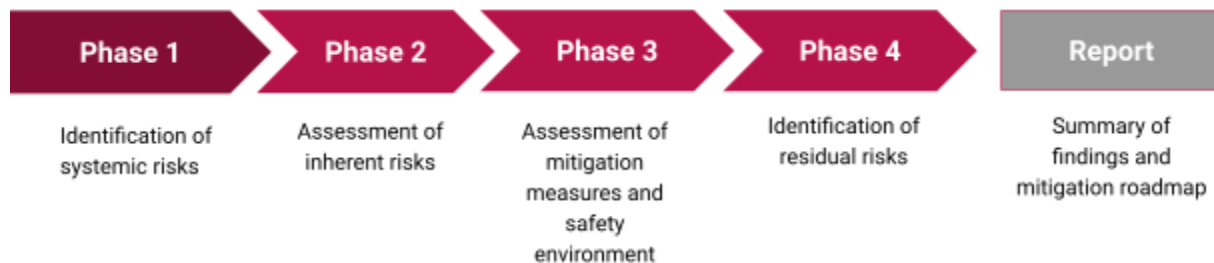 Phase 1
Phase 2
Phase 3
Phase 4
Report
Identification of
systemic risks
Assessment of
inherent risks
Assessment of
mitigation
measures and
safety
environment
Identification of
residual risks
Summary of
findings and
mitigation roadmap